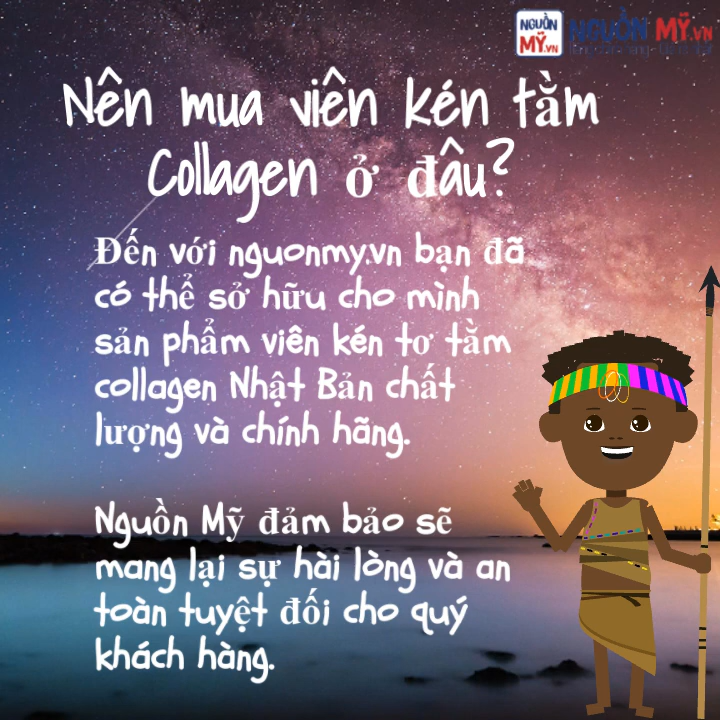 NGUỒN
MỸ.VN
NGUỒN MỸ.VN
Nên mua viên kén tằm
Collagen ở đâu?
Đến với nguonmy.vn bạn đã
có thể sở hữu cho mình
sản phẩm viên kén tơ tằm
collagen Nhật Bản chất
lượng và chính hãng.
Nguồn Mỹ đảm bảo sẽ
mang lại sự hài lòng và an
toàn tuyệt đối cho quý
khách hàng.